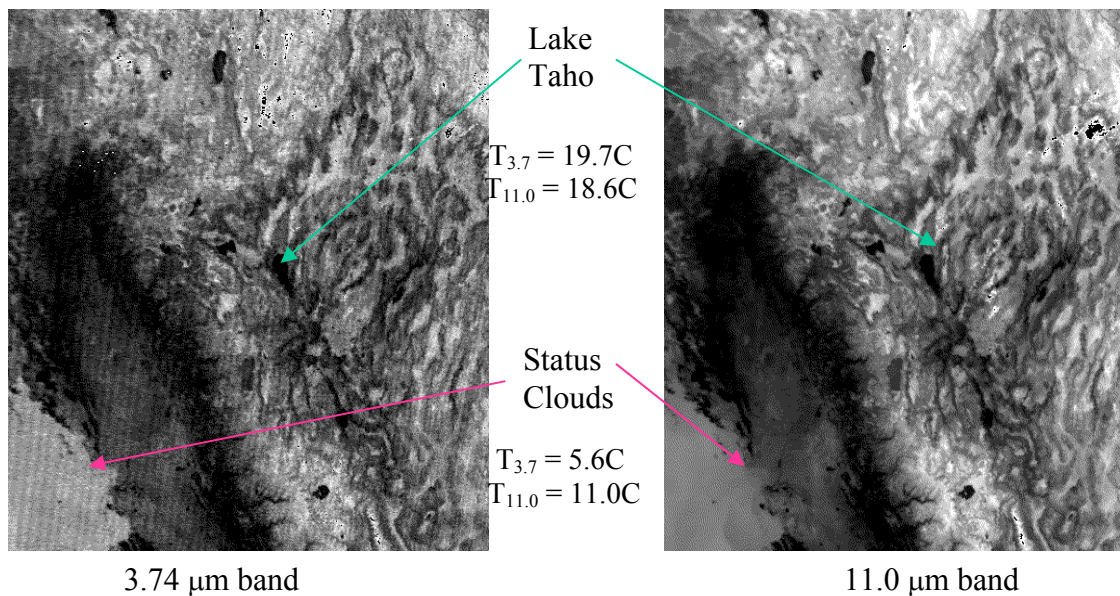 Lake
Taho
T3.7 = 19.7C
T11.0 = 18.6C
Status
Clouds
T3.7 = 5.6C
T11.0 = 11.0C
3.74 μm band
11.0 μm band